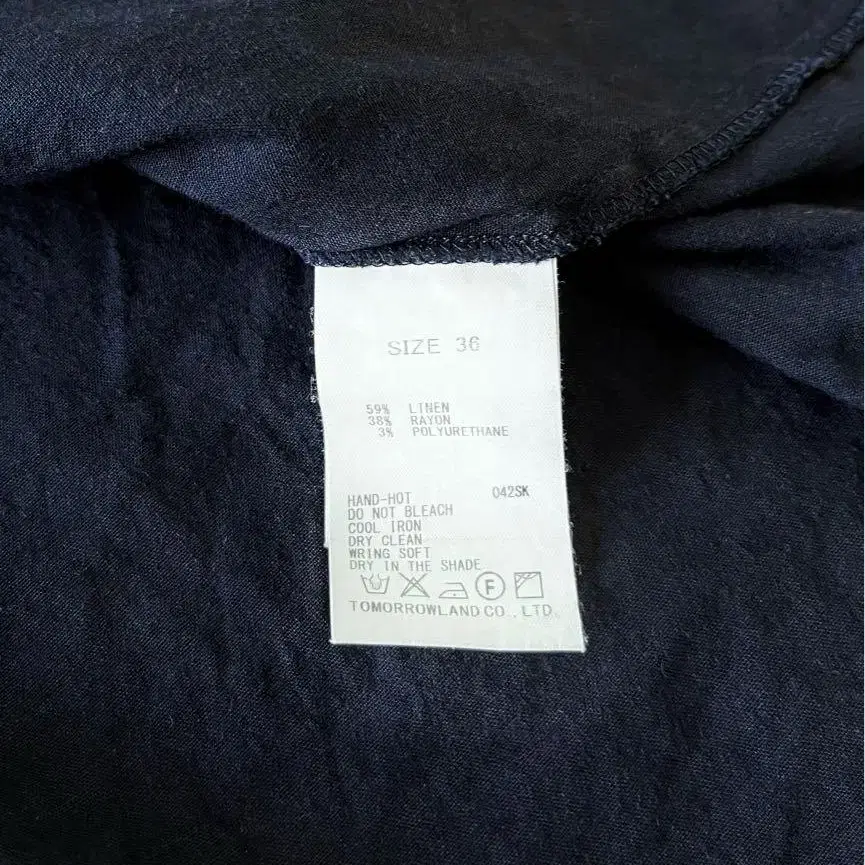 SIZE 36
59% LINEN
38% RAYON
3% POLYURETHANE
HAND-HOT 042SK
DO NOT BLEACH
COOL IRON
DRY CLEAN
WRING SOFT
DRY IN THE SHADE
F
TOMORROWLAND CO., LTD.